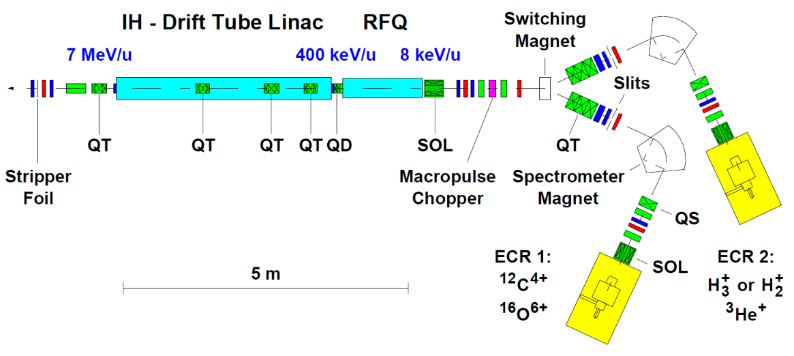 IH - Drift Tube Linac
RFQ
Switching
Magnet
7 MeV/u
400 keV/u
8 keV/u
Slits
QT
QT
QT
QT
QD
SOL
QT
Stripper
Foil
Macropulse
Chopper
Spectrometer
Magnet
QS
5 m
ECR 1:
¹²C⁴⁺
¹⁶O⁶⁺
SOL
ECR 2:
H₃⁺ or H₂⁺
³He⁺